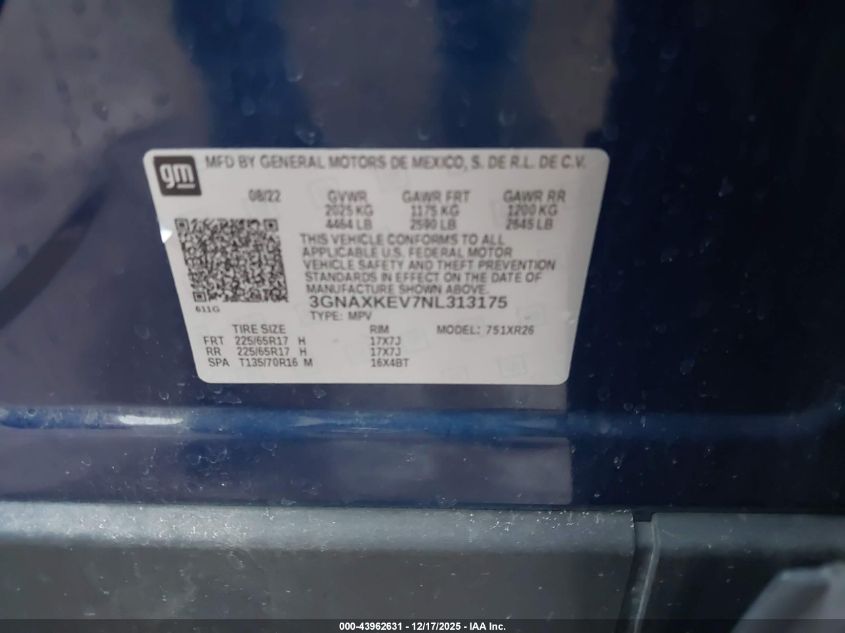 gm
MFD BY GENERAL MOTORS DE MEXICO, S. DE R.L. DE C.V.
08/22 GVWR GAWR FRT GAWR RR
2025 KG 1175 KG 1200 KG
4464 LB 2590 LB 2645 LB
THIS VEHICLE CONFORMS TO ALL
APPLICABLE U.S. FEDERAL MOTOR
VEHICLE SAFETY AND THEFT PREVENTION
STANDARDS IN EFFECT ON THE DATE OF
MANUFACTURE SHOWN ABOVE.
3GNAXKEV7NL313175
611G
TYPE: MPV
TIRE SIZE RIM MODEL: 751XR26
FRT 225/65R17 H 17X7J
RR 225/65R17 H 17X7J
SPA T135/70R16 M 16X4BT
000-43962631 - 12/17/2025 - IAA Inc.